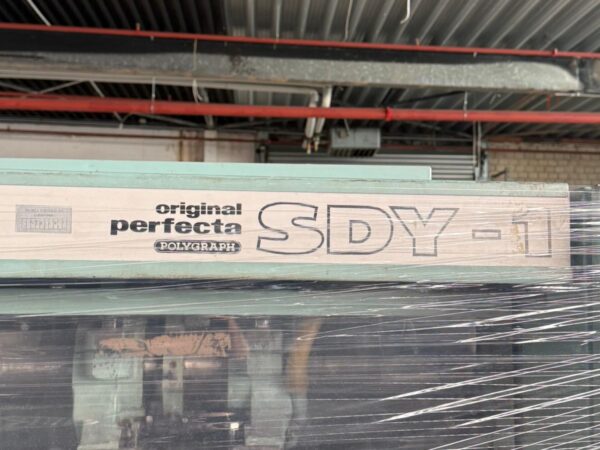 original
perfecta
POLYGRAPH
SDY-1